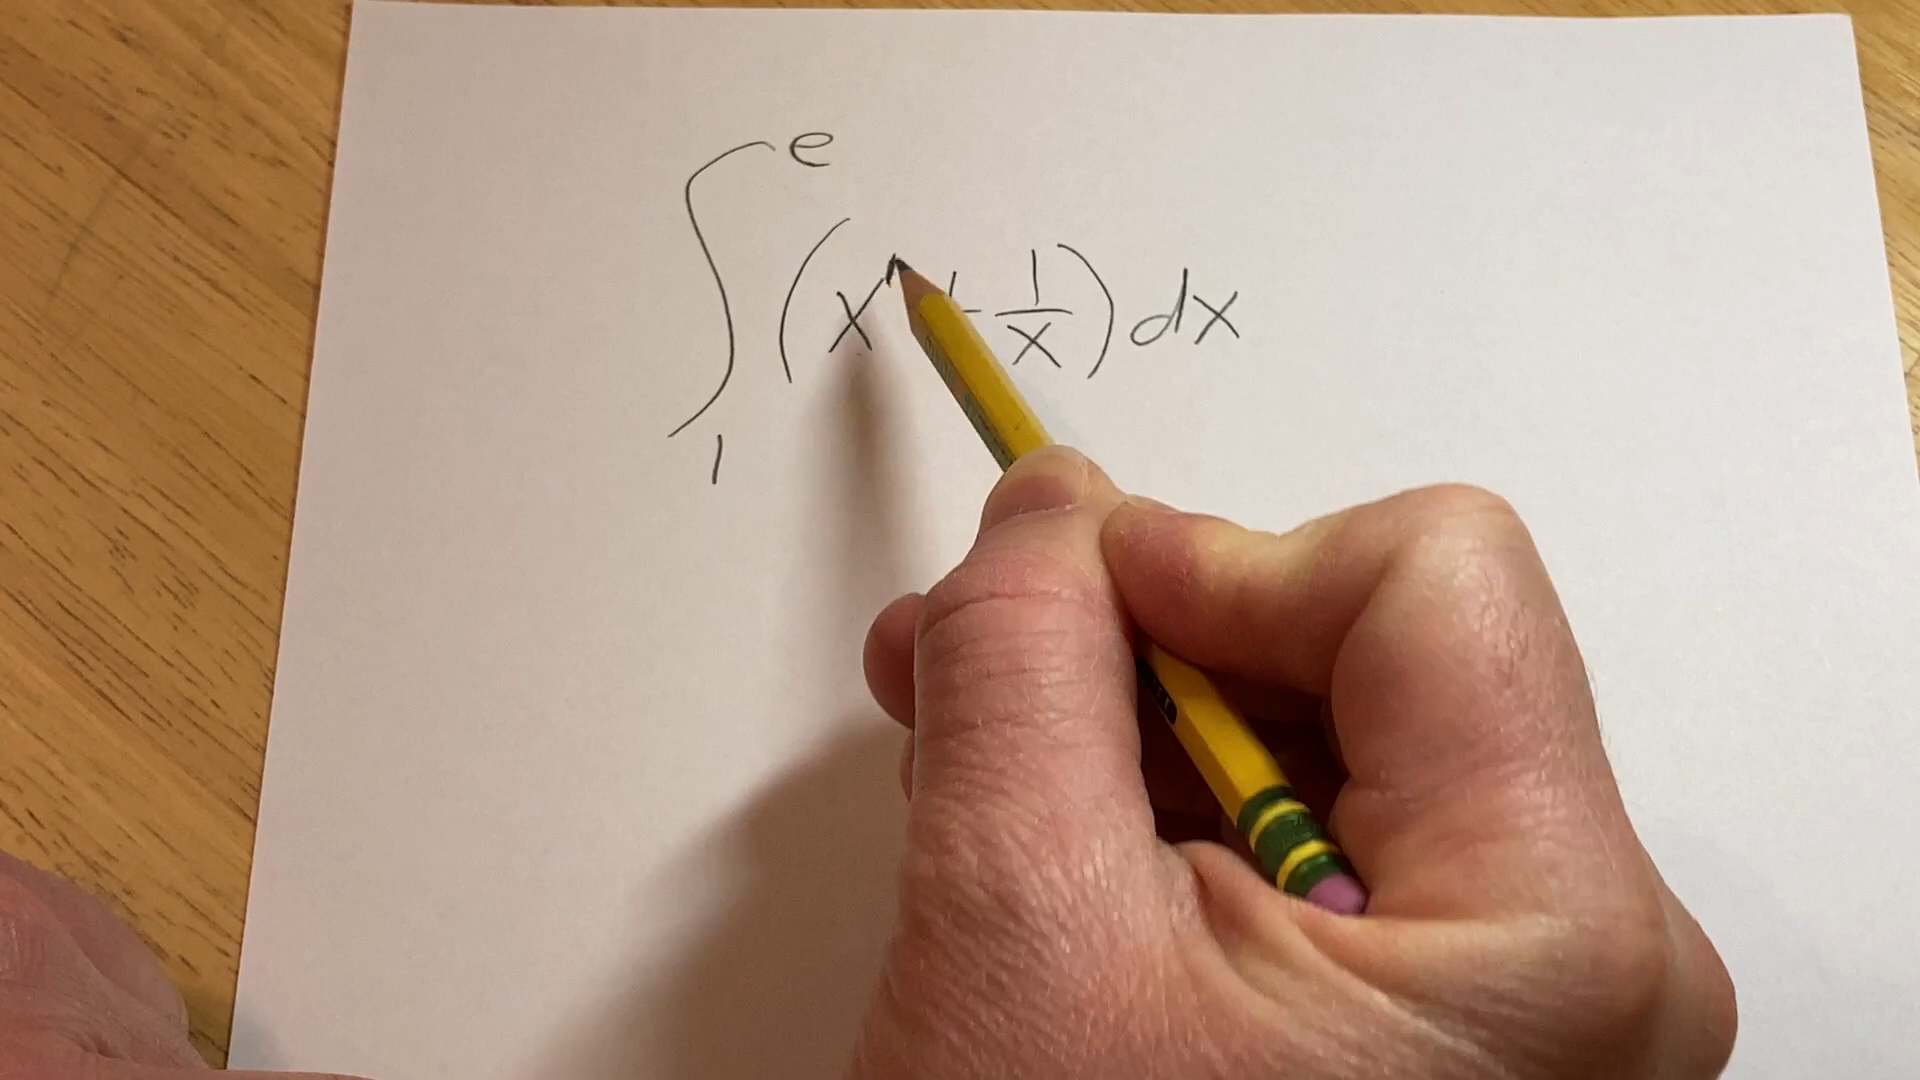 ∫₁ᵉ (x + 1/x) dx